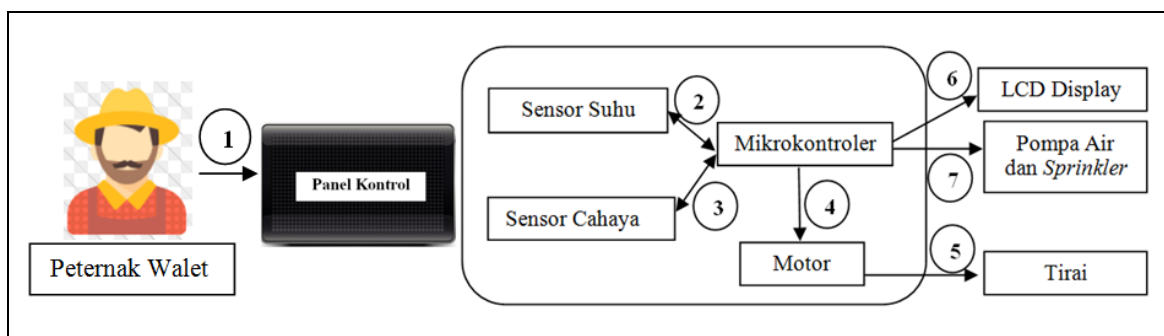 Peternak Walet
1
Panel Kontrol
Sensor Suhu
2
Sensor Cahaya
3
Mikrokontroler
4
Motor
6
LCD Display
Pompa Air
dan Sprinkler
7
5
Tirai